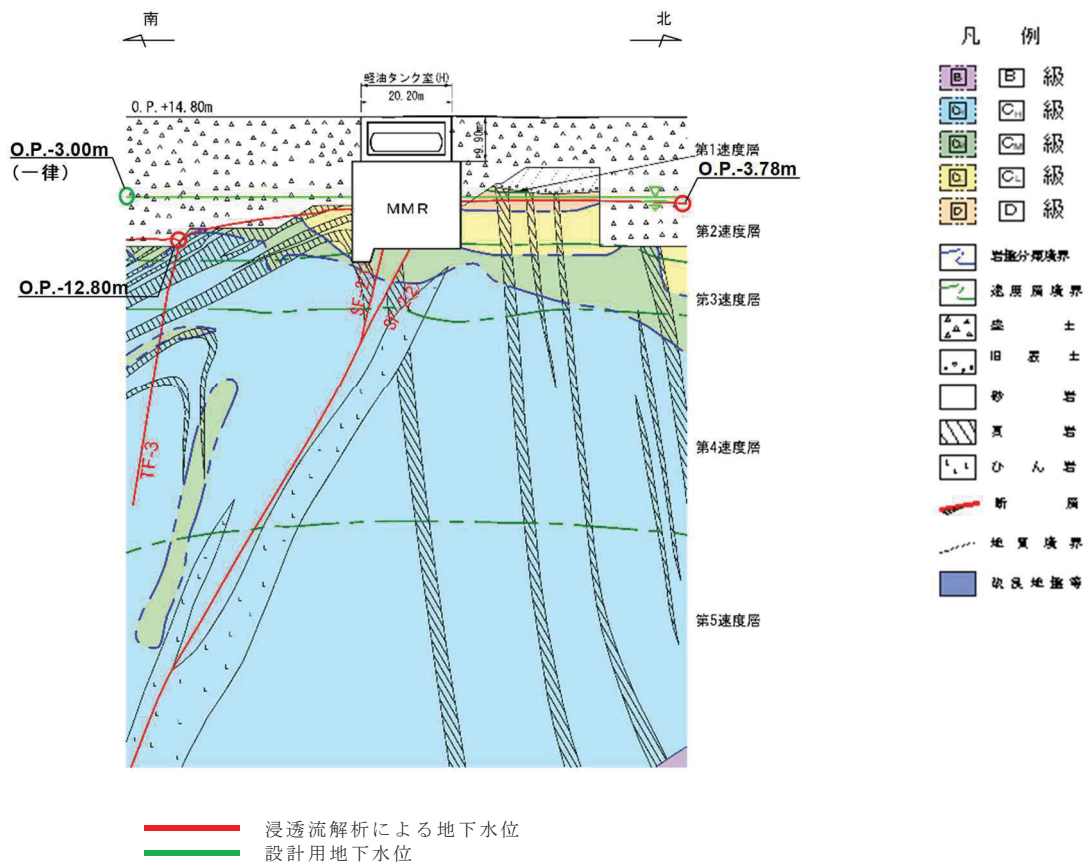 南
北
軽油タンク室(H)
20.20m
O.P.+14.80m
9.90m
O.P.-3.00m
(一律)
第1速度層
O.P.-3.78m
MMR
第2速度層
O.P.-12.80m
第3速度層
TF-3
第4速度層
第5速度層
凡 例
B B 級
CH 級
CM 級
CL 級
D D 級
岩盤分類境界
速度層境界
盛 土
旧 表 土
砂 岩
頁 岩
ひ ん 岩
断 層
地 質 境 界
改 良 地 盤 等
浸透流解析による地下水位
設計用地下水位